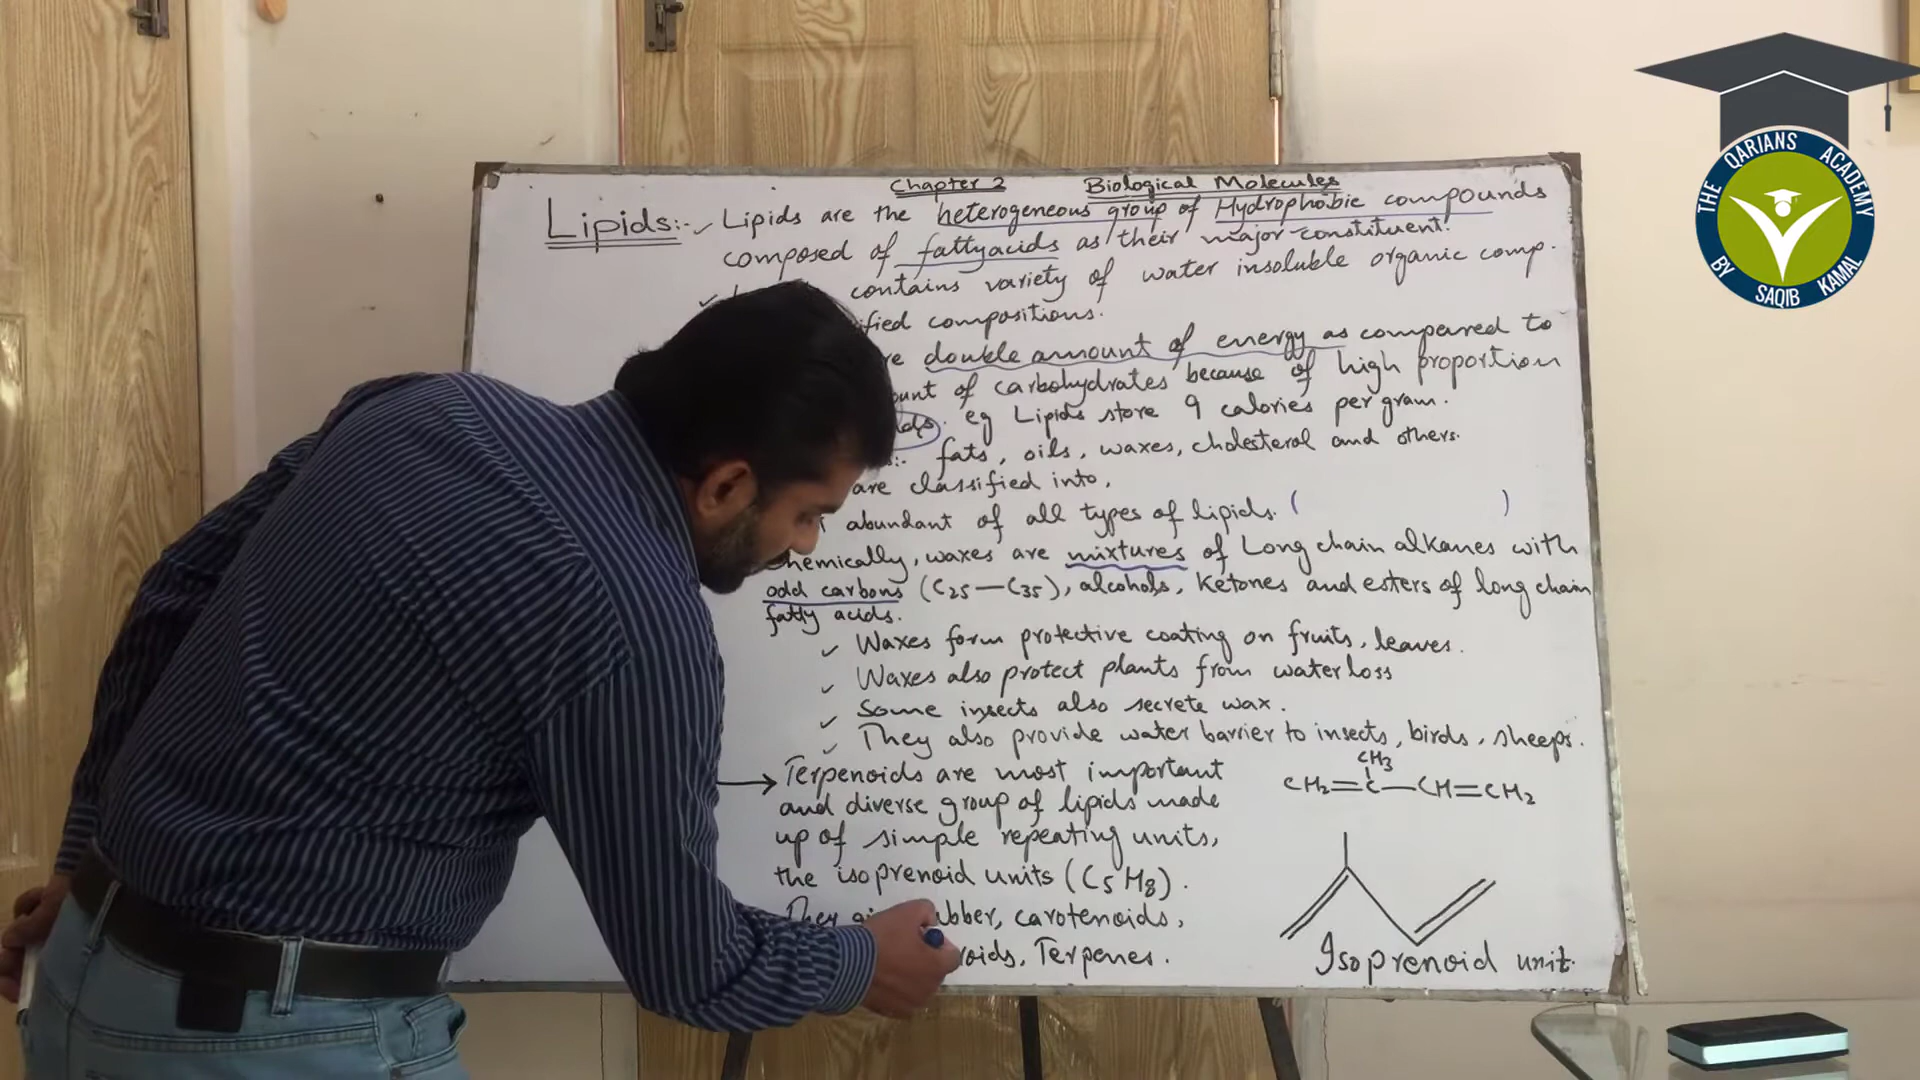 Chapter 2 Biological Molecules
Lipids:- Lipids are the heterogeneous group of Hydrophobic compounds
composed of fattyacids as their major constituent.
contains variety of water insoluble organic comp.
compositions.
double amount of energy as compared to
of carbohydrates because of high proportion
eg Lipids store 9 calories per gram.
fats, oils, waxes, cholesterol and others.
are classified into,
abundant of all types of lipids. ( )
Chemically, waxes are mixtures of Long chain alkanes with
odd carbons (C25—C35), alcohols, Ketones and esters of long chain
fatty acids.
✓ Waxes form protective coating on fruits, leaves.
✓ Waxes also protect plants from water loss
✓ Some insects also secrete wax.
✓ They also provide water barrier to insects, birds, sheeps.
→ Terpenoids are most important
and diverse group of lipids made
up of simple repeating units,
the isoprenoid units (C5H8).
They carotenoids,
Terpenes.
CH3
CH2=C—CH=CH2
Isoprenoid unit.
THE QARIANS ACADEMY
BY SAQIB KAMAL